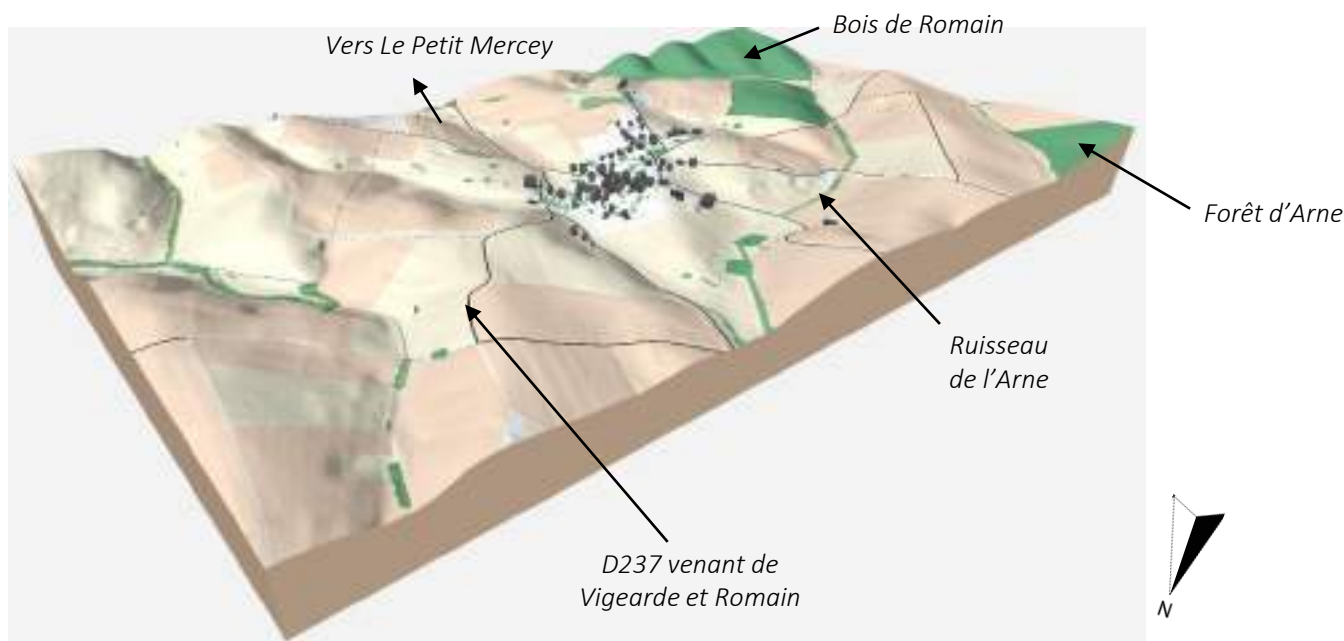 Bois de Romain
Vers Le Petit Mercey
Forêt d’Arne
Ruisseau
de l’Arne
D237 venant de
Vigearde et Romain
N